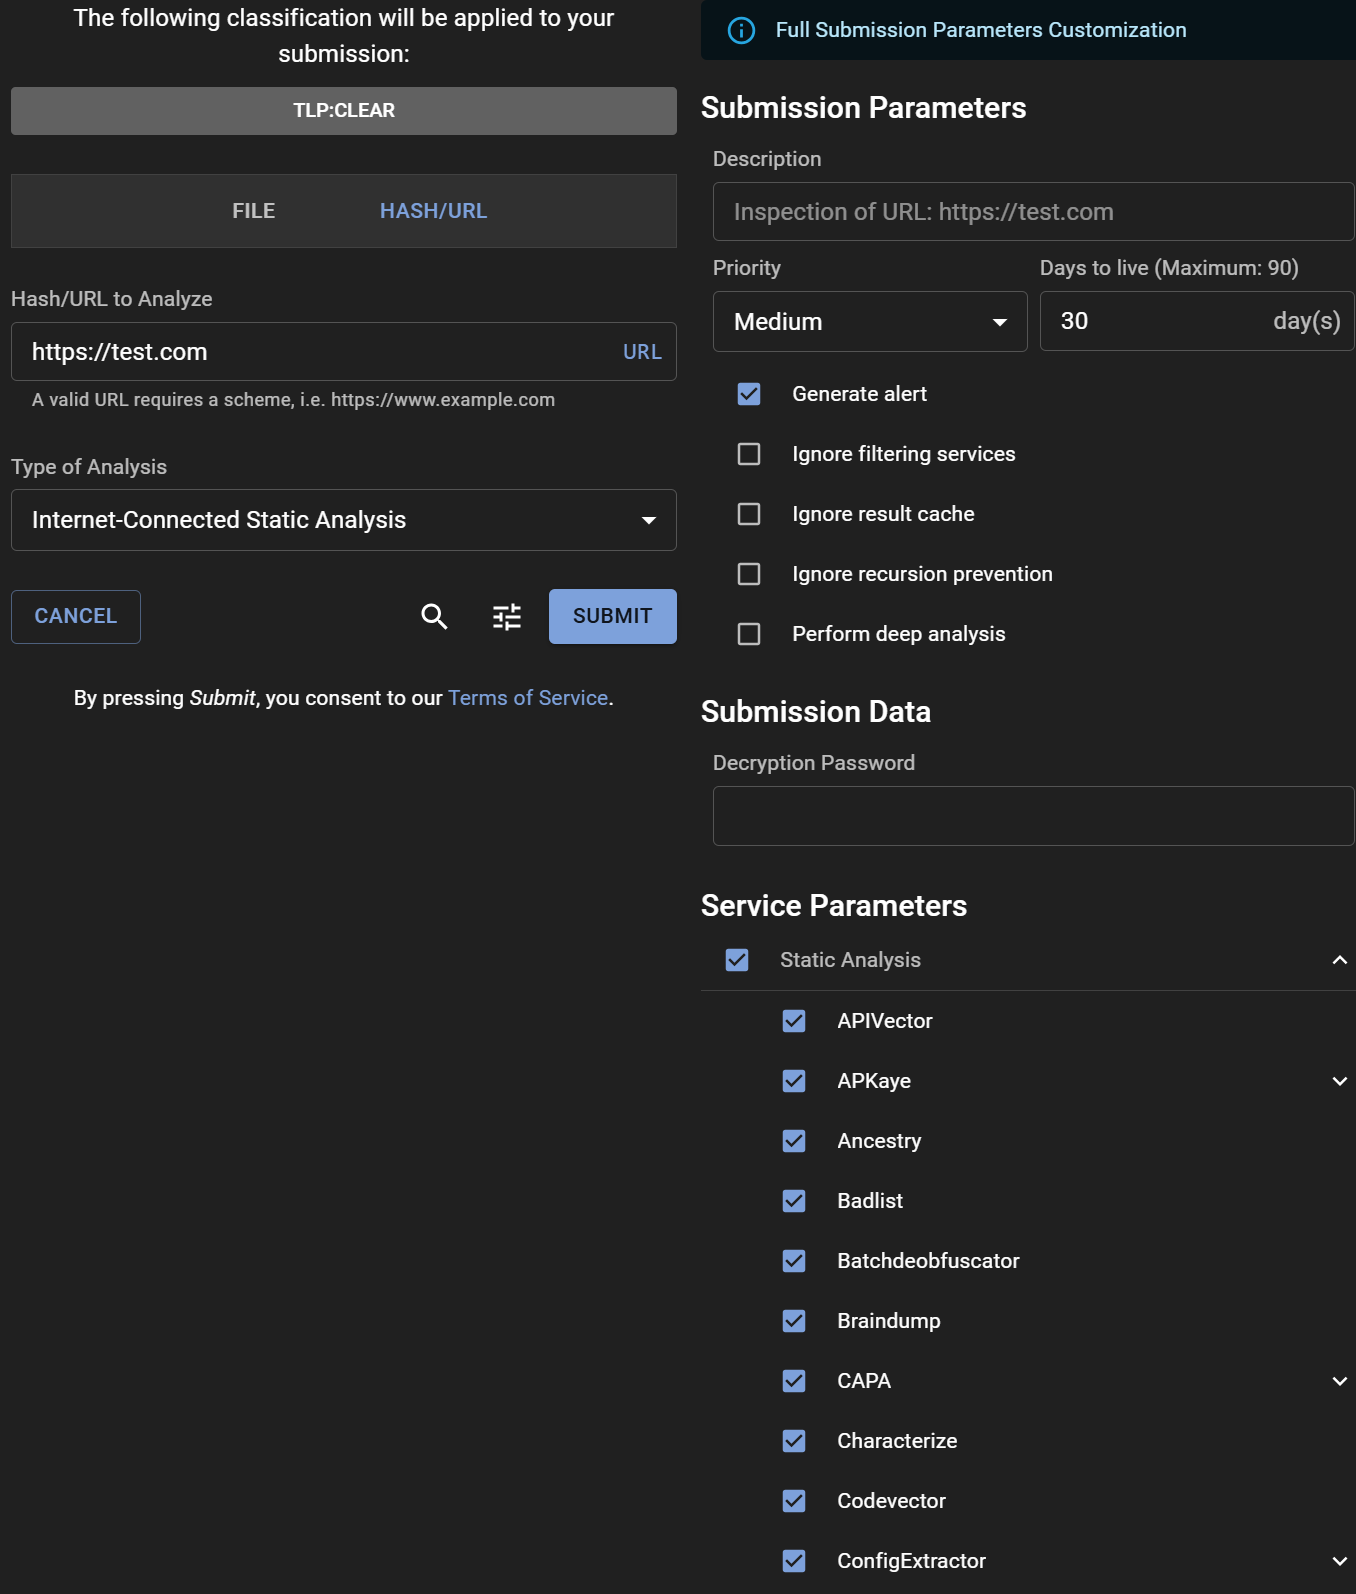 The following classification will be applied to your
submission:
TLP:CLEAR
FILE
HASH/URL
Hash/URL to Analyze
https://test.com
URL
A valid URL requires a scheme, i.e. https://www.example.com
Type of Analysis
Internet-Connected Static Analysis
CANCEL
SUBMIT
By pressing Submit, you consent to our Terms of Service.
Full Submission Parameters Customization
Submission Parameters
Description
Inspection of URL: https://test.com
Priority
Days to live (Maximum: 90)
Medium
30
day(s)
Generate alert
Ignore filtering services
Ignore result cache
Ignore recursion prevention
Perform deep analysis
Submission Data
Decryption Password
Service Parameters
Static Analysis
APIVector
APKaye
Ancestry
Badlist
Batchdeobfuscator
Braindump
CAPA
Characterize
Codevector
ConfigExtractor